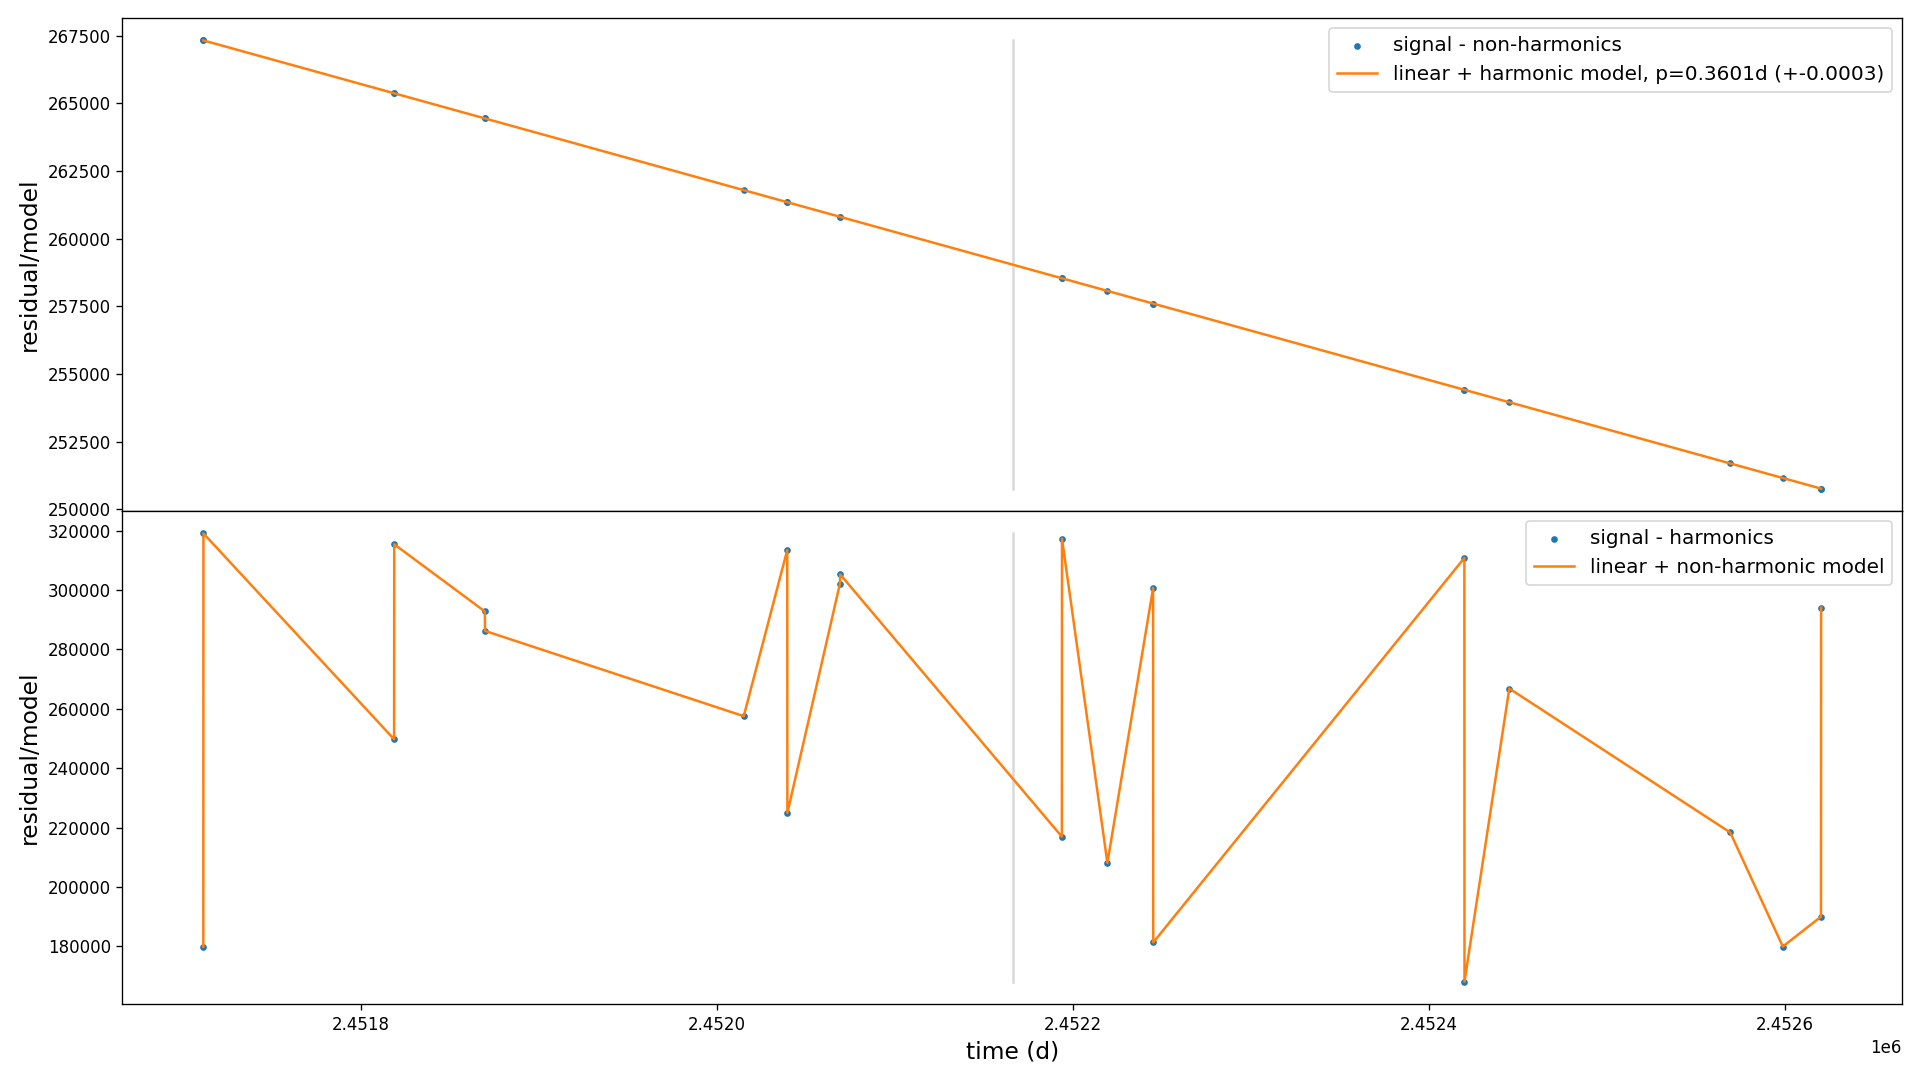 267500
265000
262500
260000
257500
255000
252500
250000
residual/model
signal - non-harmonics
linear + harmonic model, p=0.3601d (+-0.0003)
320000
300000
280000
260000
240000
220000
200000
180000
residual/model
signal - harmonics
linear + non-harmonic model
2.4518
2.4520
2.4522
2.4524
2.4526
1e6
time (d)